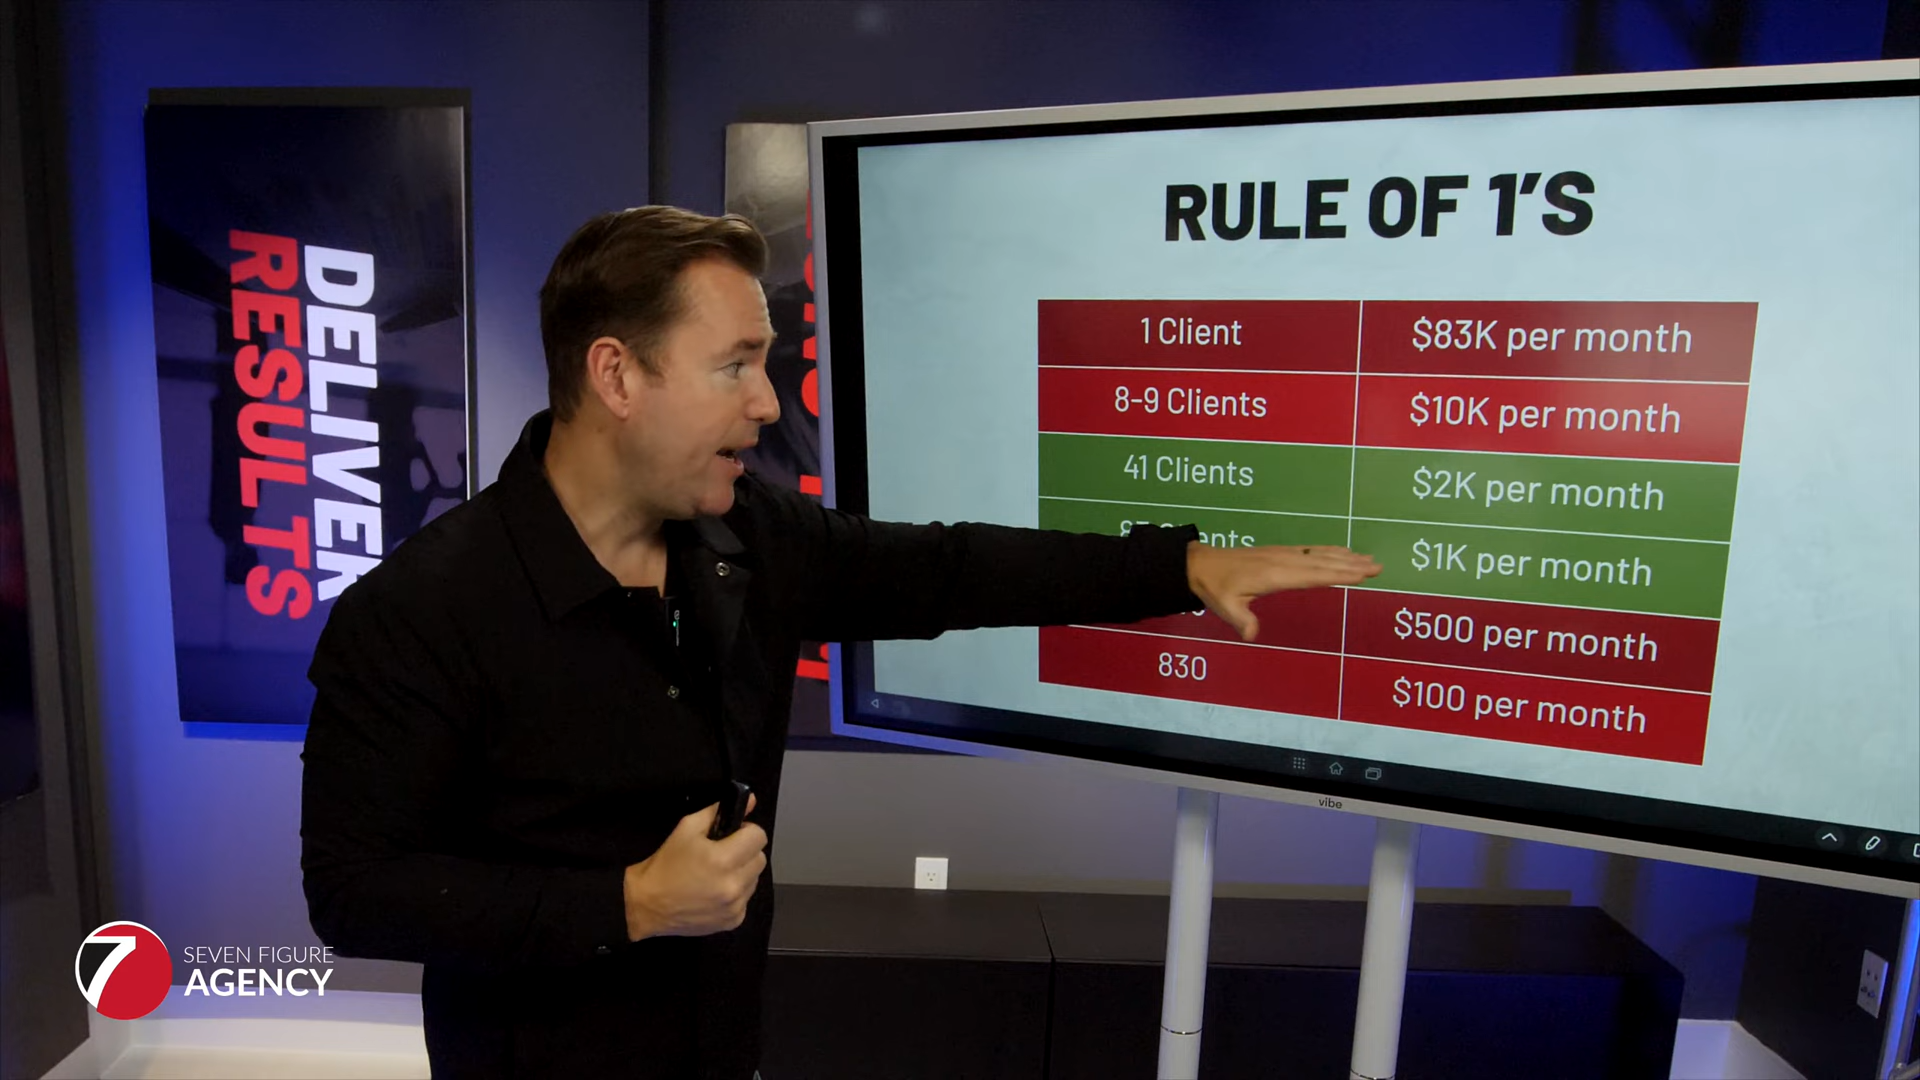 DELIVER
RESULTS
RULE OF 1'S
1 Client $83K per month
8-9 Clients $10K per month
41 Clients $2K per month
$1K per month
$500 per month
830 $100 per month
vibe
7
SEVEN FIGURE
AGENCY